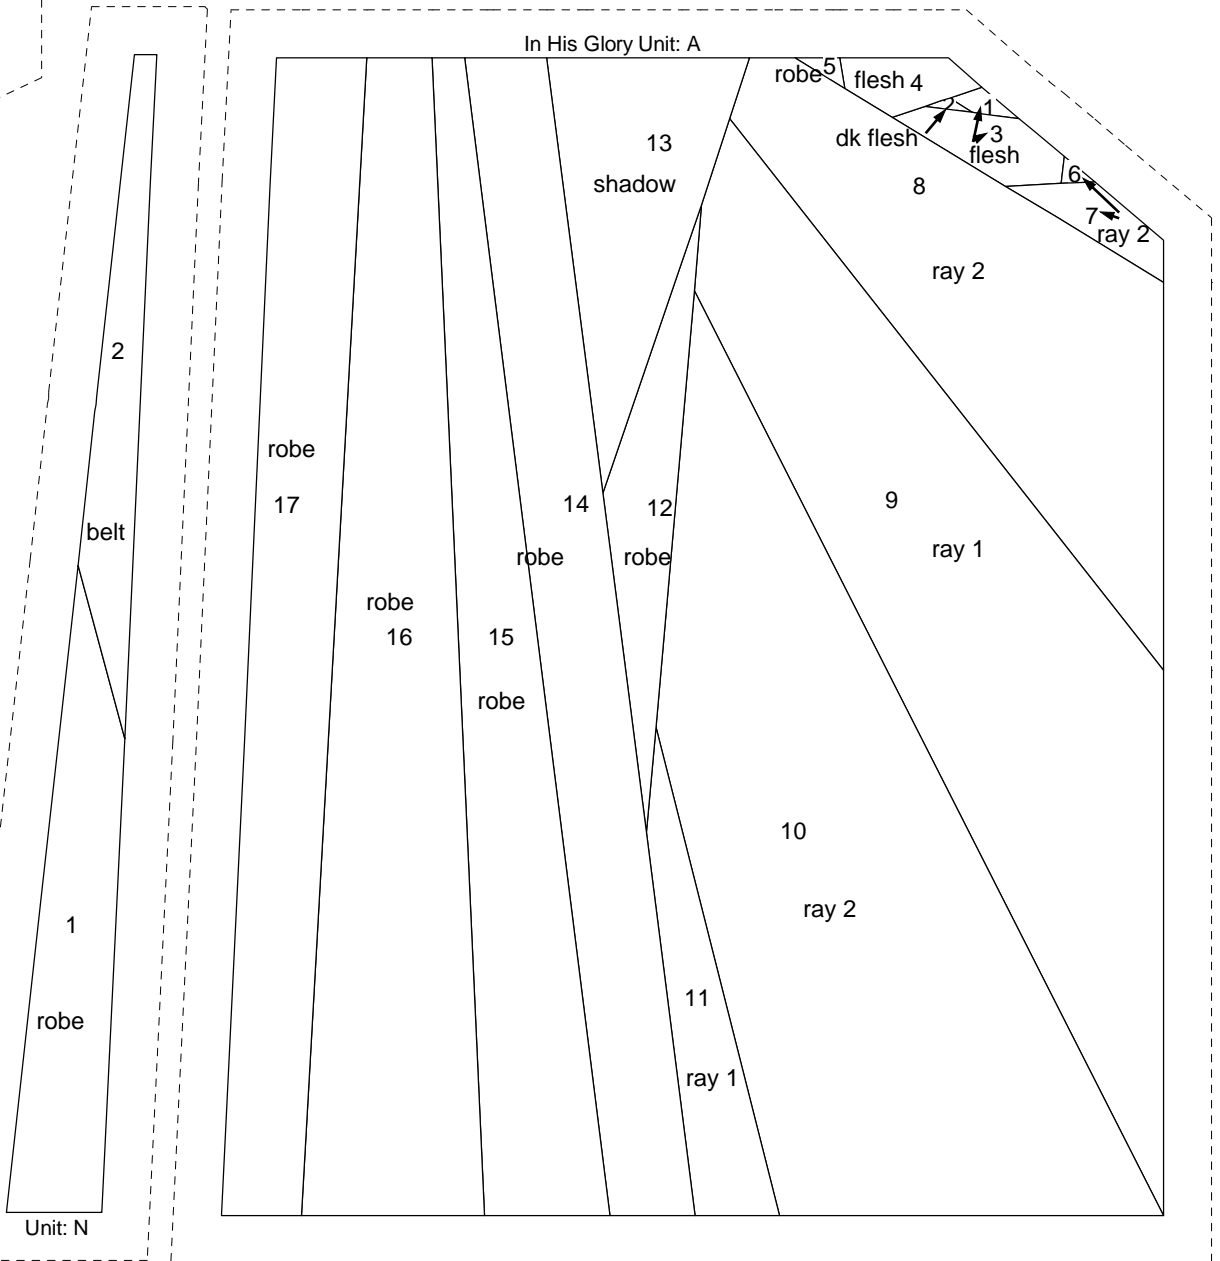 In His Glory Unit: A
robe 5
flesh 4
2
1
dk flesh
3
flesh
6
7
ray 2
13
shadow
8
ray 2
2
belt
robe
17
14
robe
12
robe
9
ray 1
robe
16
15
robe
10
ray 2
1
robe
11
ray 1
Unit: N